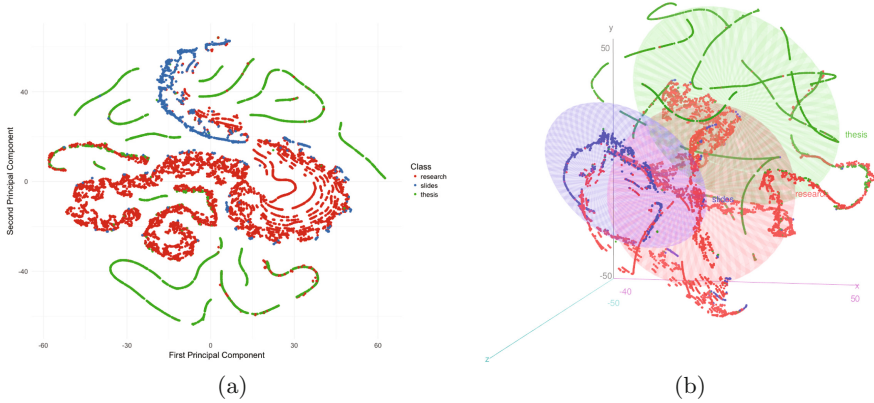 40
0
-40
Second Principal Component
-60
-30
0
30
60
First Principal Component
Class
research
slides
thesis
(a)
y
50
thesis
research
slides
-50
-40
-50
x
50
z
(b)